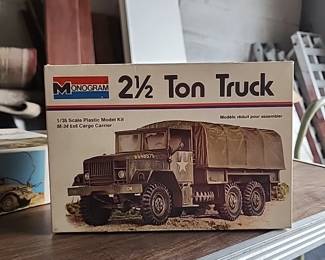 MONOGRAM
2½ Ton Truck
1/35 Scale Plastic Model Kit
M-34 6x6 Cargo Carrier
Modèle réduit pour assembler